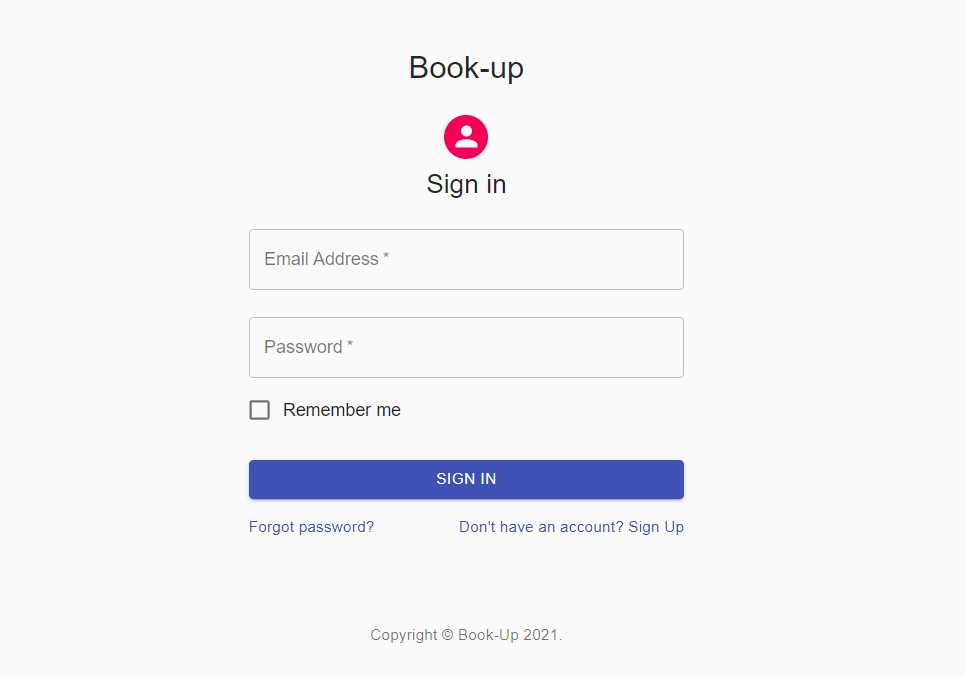 Book-up
Sign in
Email Address *
Password *
Remember me
SIGN IN
Forgot password? Don't have an account? Sign Up
Copyright © Book-Up 2021.